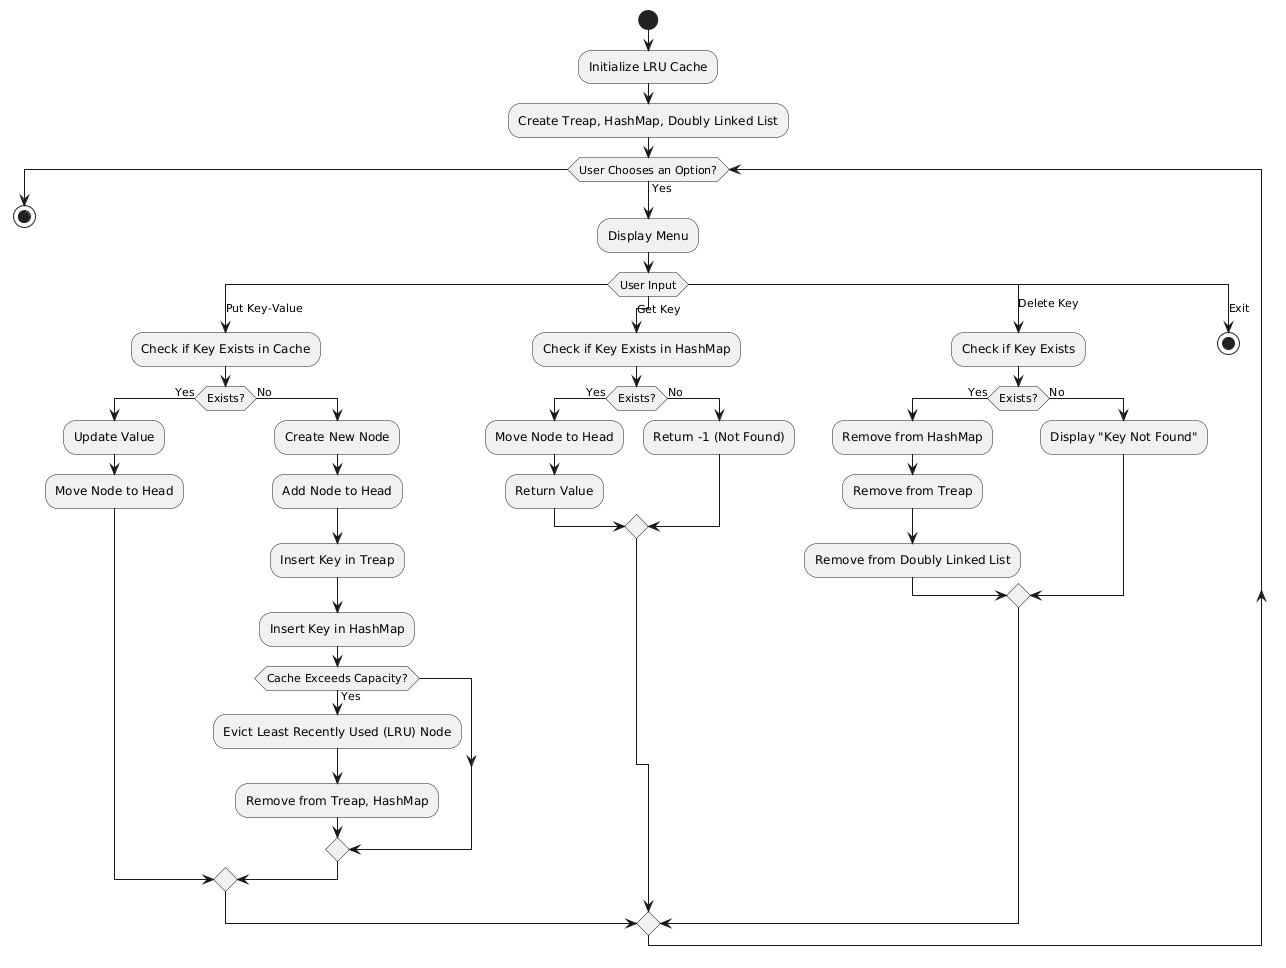 Initialize LRU Cache
Create Treap, HashMap, Doubly Linked List
User Chooses an Option?
Yes
Display Menu
User Input
Put Key-Value
Get Key
Delete Key
Exit
Check if Key Exists in Cache
Check if Key Exists in HashMap
Check if Key Exists
Yes
Exists?
No
Yes
Exists?
No
Yes
Exists?
No
Update Value
Create New Node
Move Node to Head
Return -1 (Not Found)
Remove from HashMap
Display "Key Not Found"
Move Node to Head
Add Node to Head
Return Value
Remove from Treap
Insert Key in Treap
Remove from Doubly Linked List
Insert Key in HashMap
Cache Exceeds Capacity?
Yes
Evict Least Recently Used (LRU) Node
Remove from Treap, HashMap